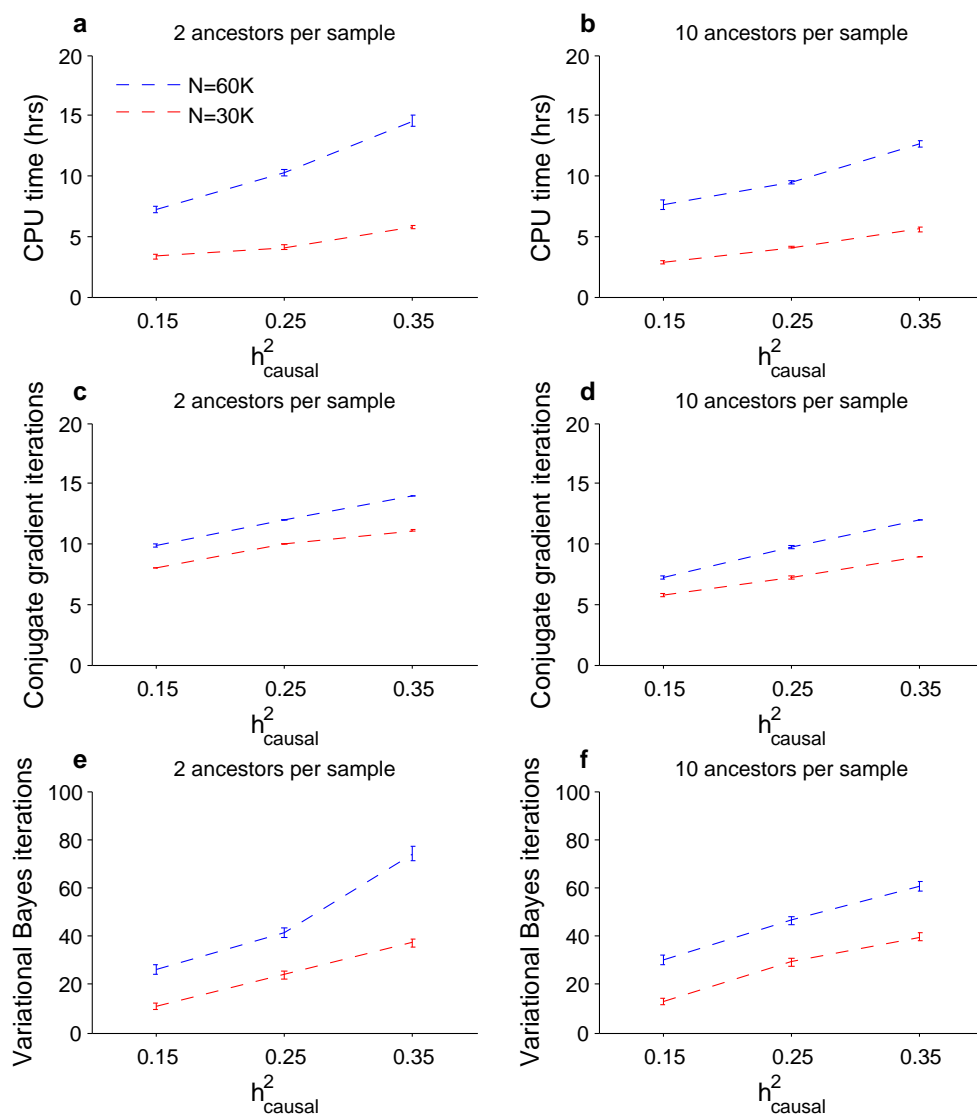 a
2 ancestors per sample
CPU time (hrs)
20
15
10
5
0
N=60K
N=30K
0.15 0.25 0.35
h²causal
b
10 ancestors per sample
CPU time (hrs)
20
15
10
5
0
0.15 0.25 0.35
h²causal
c
2 ancestors per sample
Conjugate gradient iterations
20
15
10
5
0
0.15 0.25 0.35
h²causal
d
10 ancestors per sample
Conjugate gradient iterations
20
15
10
5
0
0.15 0.25 0.35
h²causal
e
2 ancestors per sample
Variational Bayes iterations
100
80
60
40
20
0
0.15 0.25 0.35
h²causal
f
10 ancestors per sample
Variational Bayes iterations
100
80
60
40
20
0
0.15 0.25 0.35
h²causal